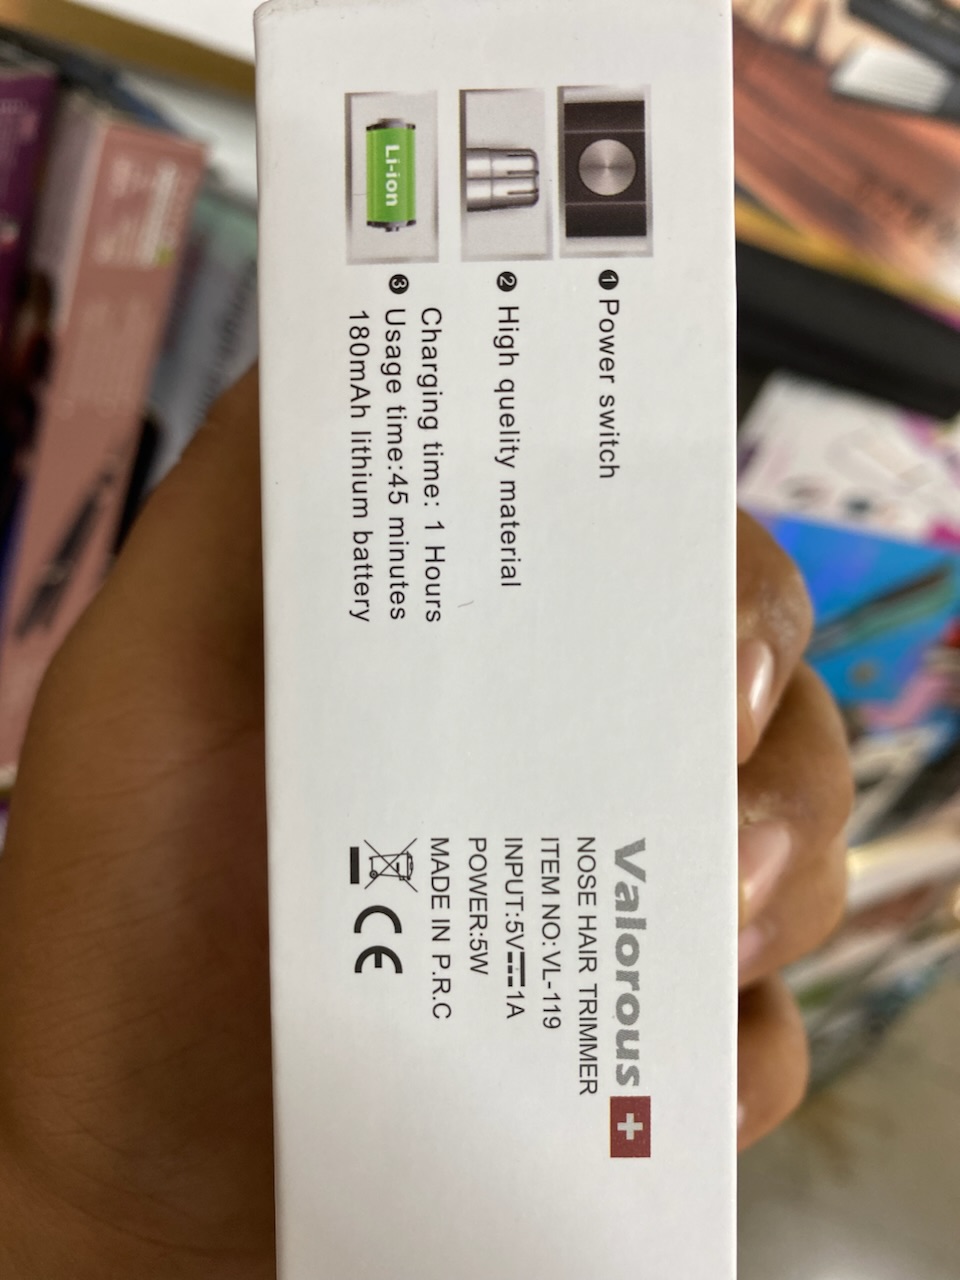 Li-ion
❶ Power switch
❷ High quelity material
Charging time: 1 Hours
❸ Usage time:45 minutes
180mAh lithium battery
Valorous
NOSE HAIR TRIMMER
ITEM NO:VL-119
INPUT:5V⎓1A
POWER:5W
MADE IN P.R.C
CE